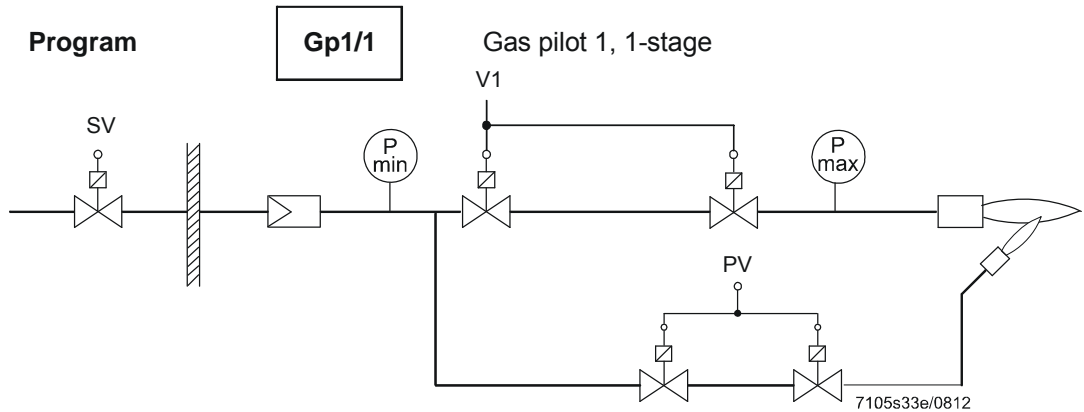 Program Gp1/1 Gas pilot 1, 1-stage
V1
SV
P
min
P
max
PV
7105s33e/0812